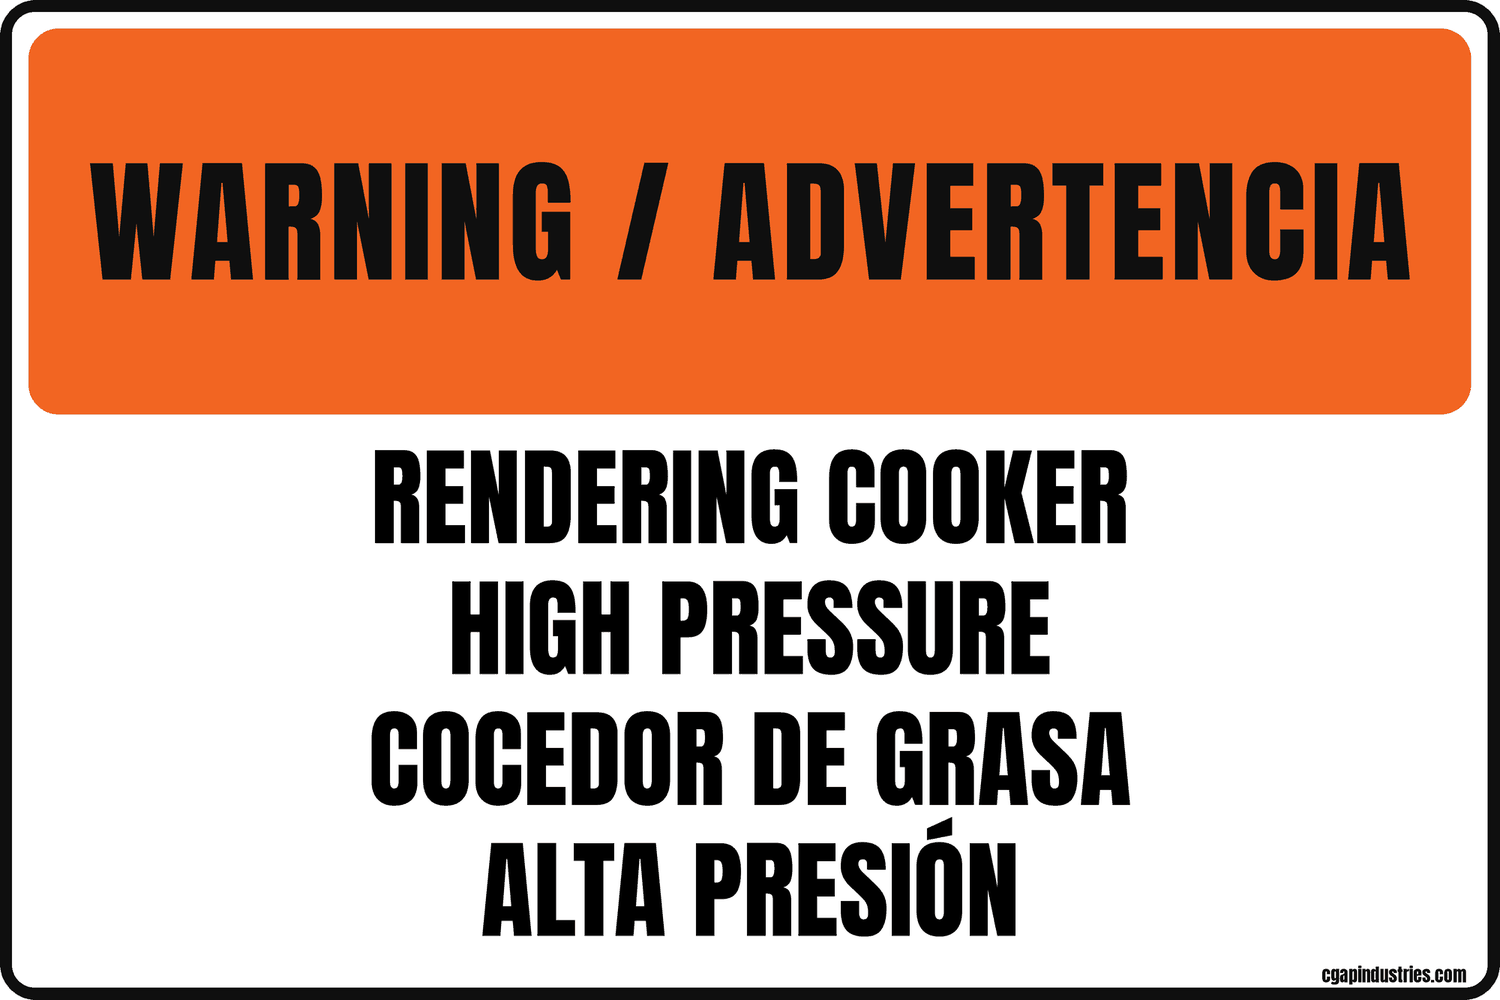 WARNING / ADVERTENCIA
RENDERING COOKER
HIGH PRESSURE
COCEDOR DE GRASA
ALTA PRESIÓN
cgapindustries.com